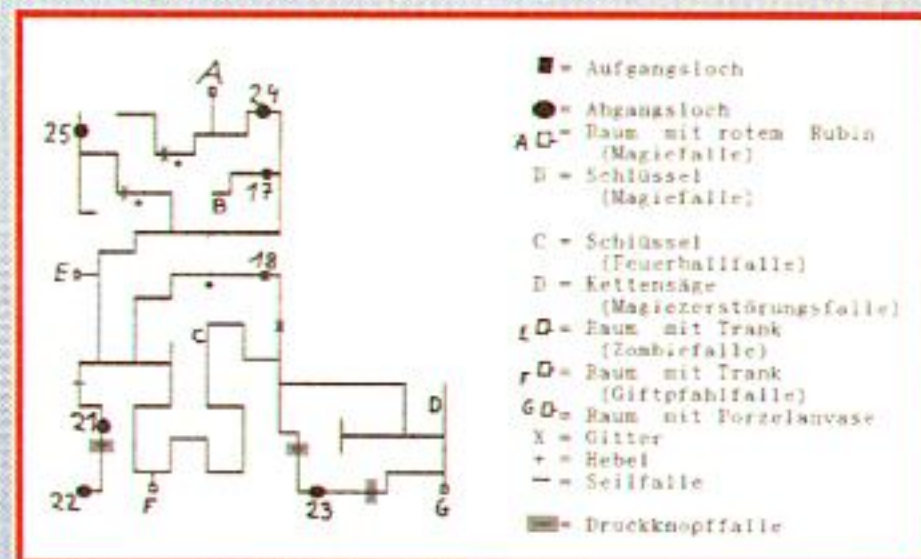 A
24
25
17
B
E
18
C
D
21
22
F
23
G
= Aufgangsloch
= Abgangsloch
A = Raum mit rotem Rubin
(Magiefalle)
D = Schlüssel
(Magiefalle)
C = Schlüssel
(Feuerballfalle)
D = Kettensäge
(Magiezerstörungsfalle)
E = Raum mit Trank
(Zombiefalle)
F = Raum mit Trank
(Giftpfahlfalle)
G = Raum mit Porzelanvase
X = Gitter
+ = Hebel
— = Seilfalle
= Druckknopffalle